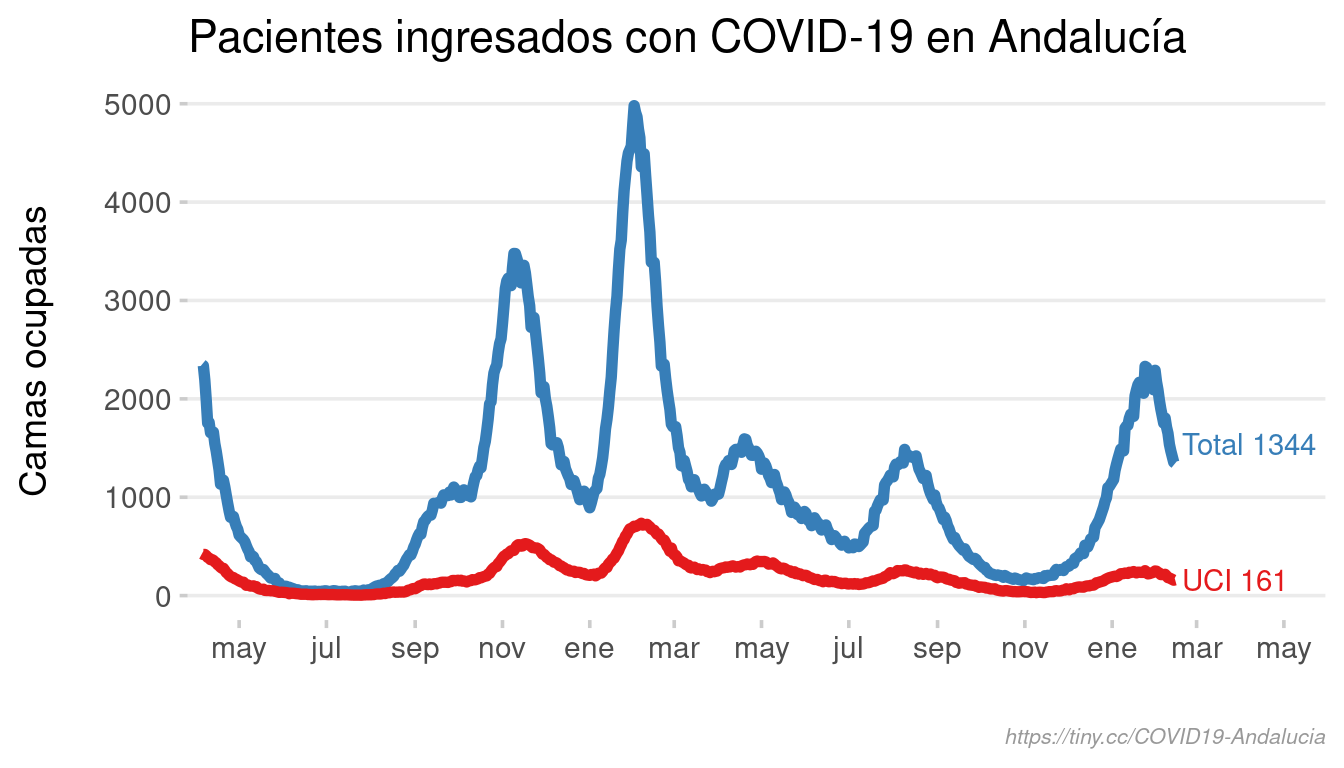 Pacientes ingresados con COVID-19 en Andalucía
Camas ocupadas
5000
4000
3000
2000
1000
0
Total 1344
UCI 161
may jul sep nov ene mar may jul sep nov ene mar may
https://tiny.cc/COVID19-Andalucia